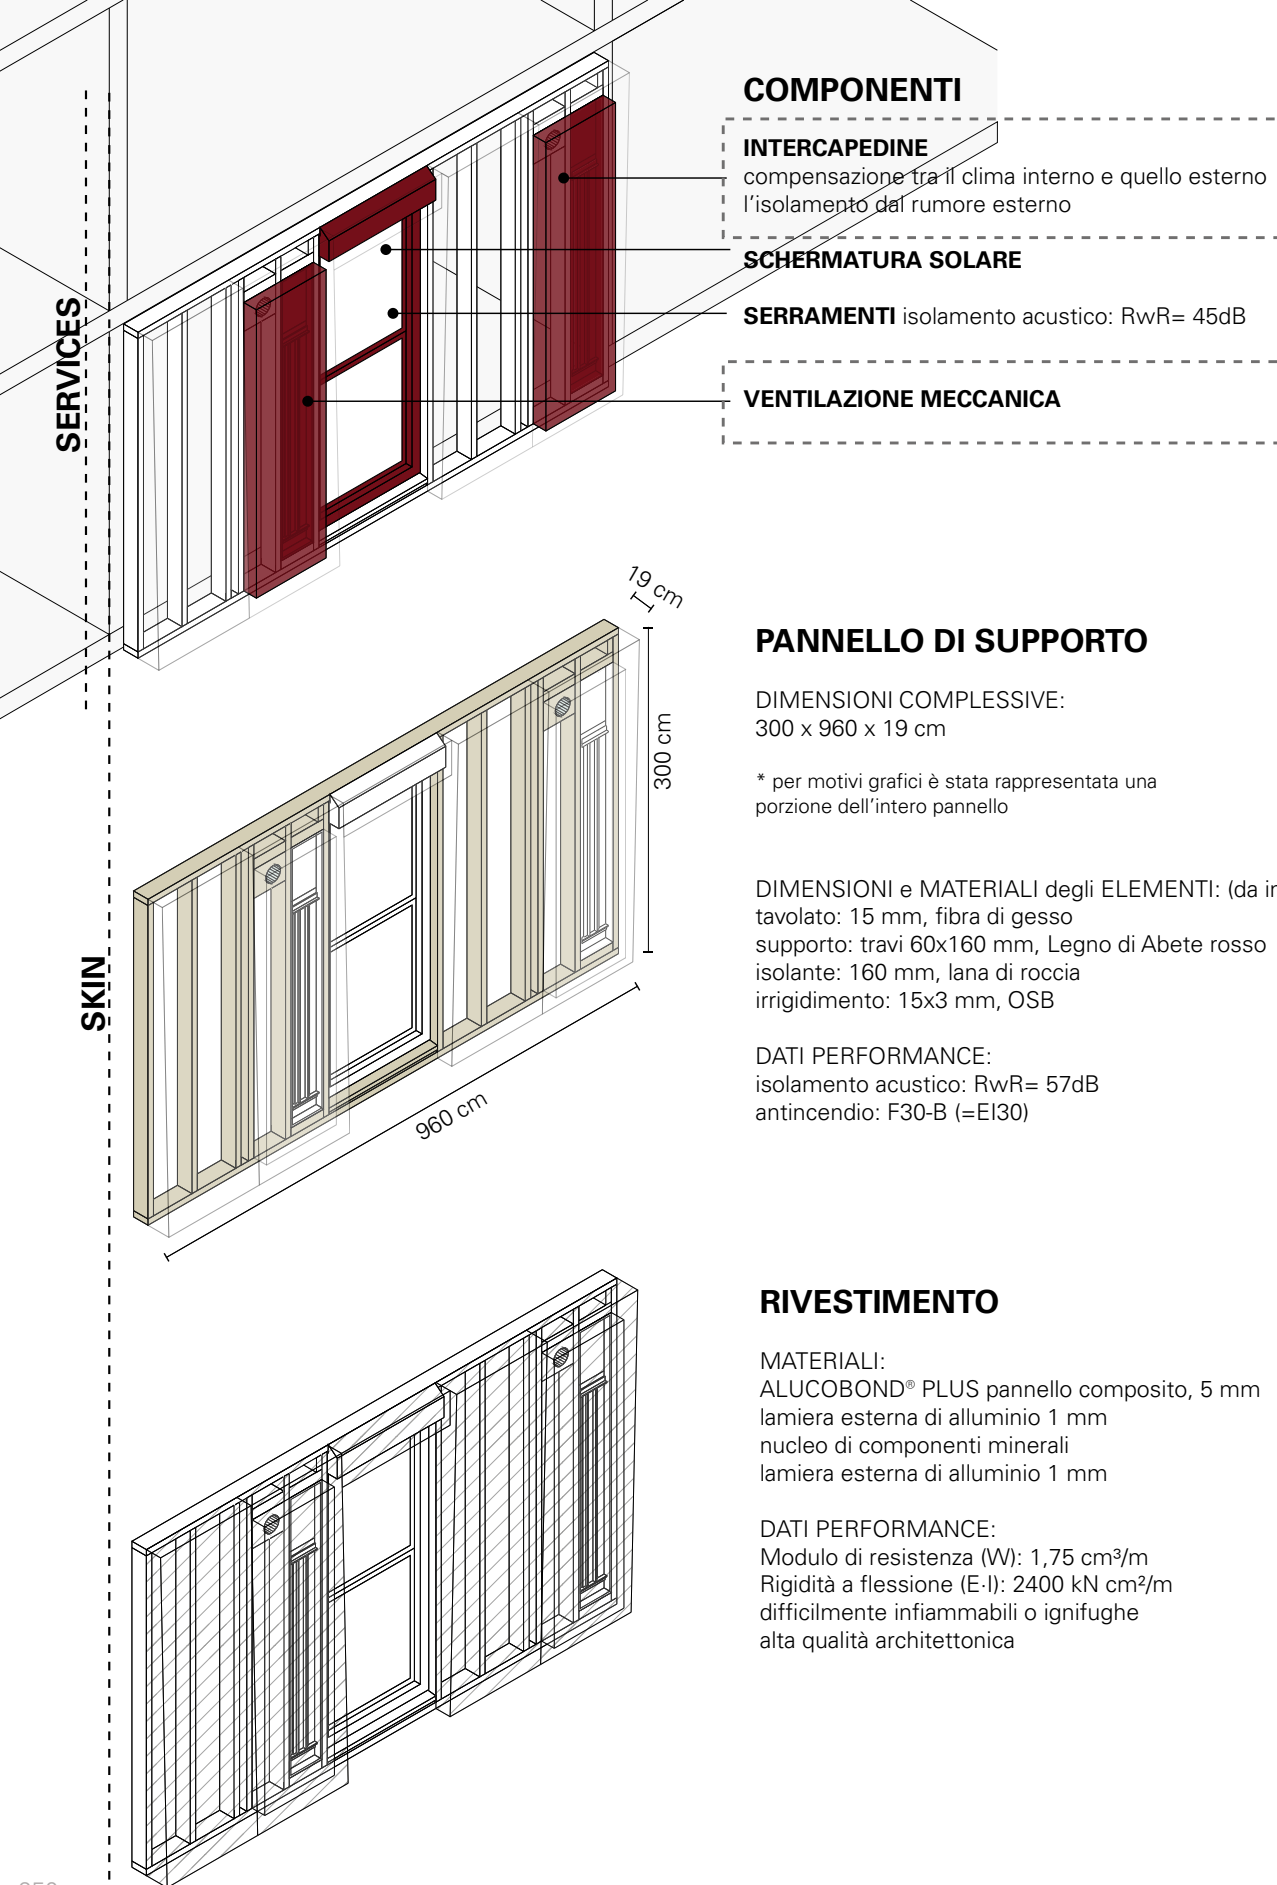 COMPONENTI
INTERCAPEDINE
compensazione tra il clima interno e quello esterno
l'isolamento dal rumore esterno
SCHERMATURA SOLARE
SERRAMENTI isolamento acustico: RwR= 45dB
VENTILAZIONE MECCANICA
SERVICES
19 cm
300 cm
960 cm
SKIN
PANNELLO DI SUPPORTO
DIMENSIONI COMPLESSIVE:
300 x 960 x 19 cm
* per motivi grafici è stata rappresentata una
porzione dell'intero pannello
DIMENSIONI e MATERIALI degli ELEMENTI: (da
tavolato: 15 mm, fibra di gesso
supporto: travi 60x160 mm, Legno di Abete rosso
isolante: 160 mm, lana di roccia
irrigidimento: 15x3 mm, OSB
DATI PERFORMANCE:
isolamento acustico: RwR= 57dB
antincendio: F30-B (=EI30)
RIVESTIMENTO
MATERIALI:
ALUCOBOND® PLUS pannello composito, 5 mm
lamiera esterna di alluminio 1 mm
nucleo di componenti minerali
lamiera esterna di alluminio 1 mm
DATI PERFORMANCE:
Modulo di resistenza (W): 1,75 cm³/m
Rigidità a flessione (E·I): 2400 kN cm²/m
difficilmente infiammabili o ignifughe
alta qualità architettonica